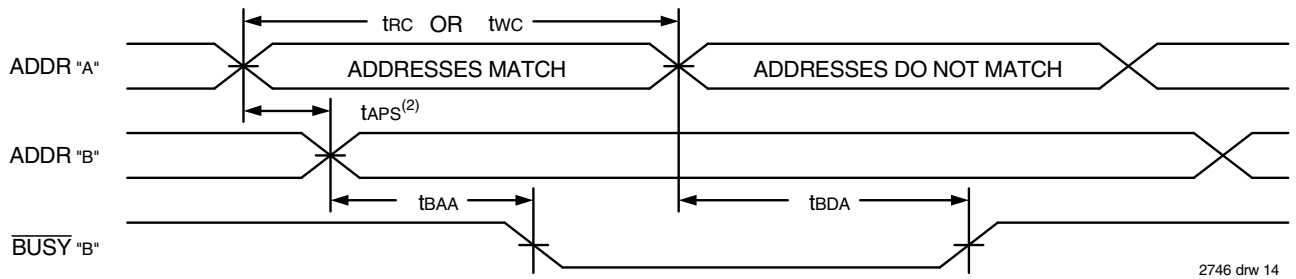 tRC OR tWC
ADDR "A"
ADDRESSES MATCH
ADDRESSES DO NOT MATCH
tAPS(2)
ADDR "B"
tBAA
tBDA
BUSY "B"
2746 drw 14